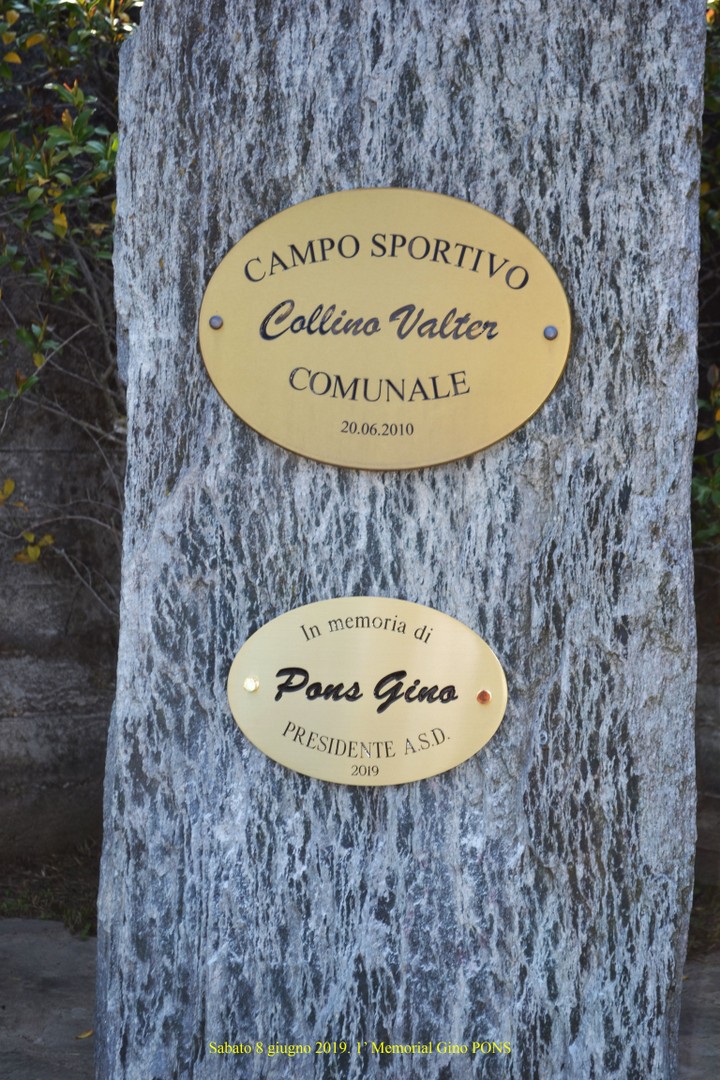 CAMPO SPORTIVO
Collino Valter
COMUNALE
20.06.2010
In memoria di
Pons Gino
PRESIDENTE A.S.D.
2019
Sabato 8 giugno 2019. 1' Memorial Gino PONS